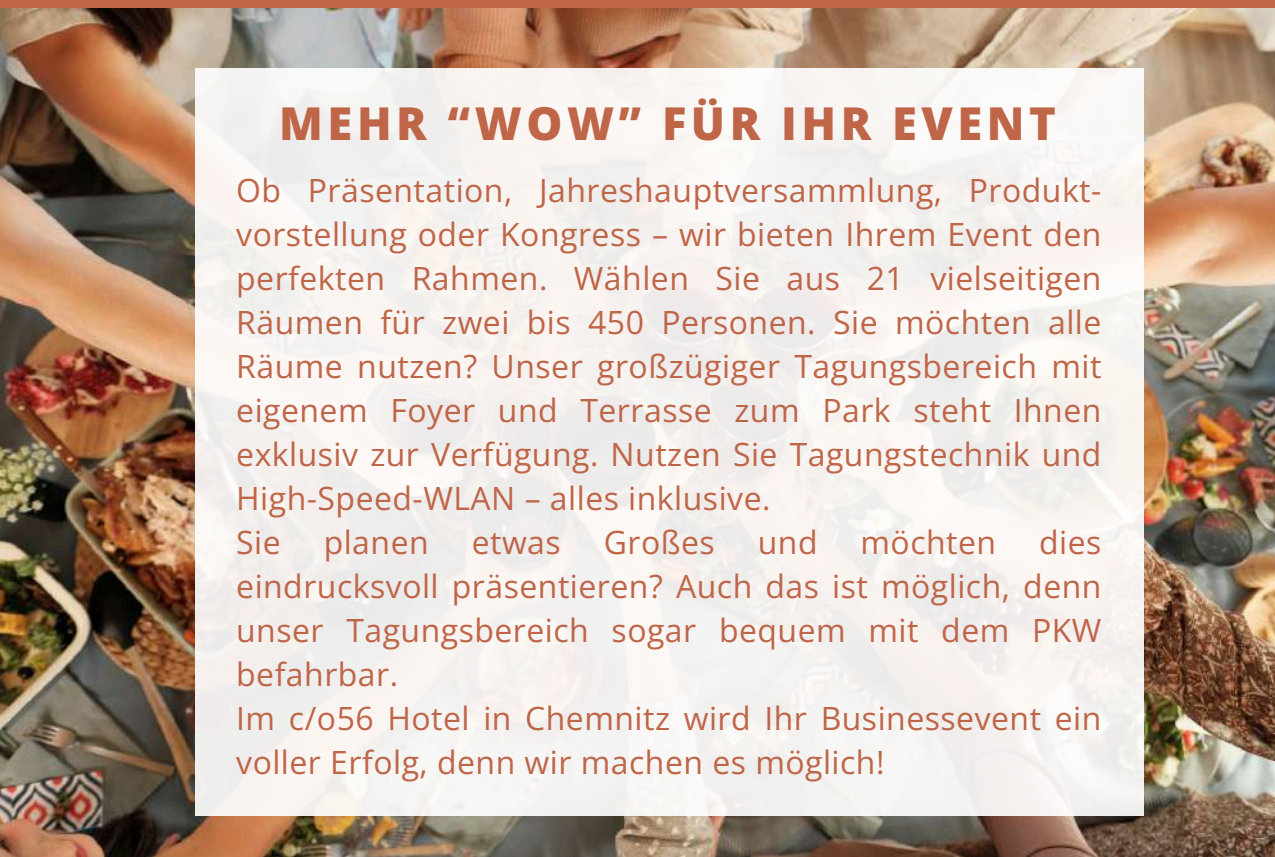 MEHR “WOW” FÜR IHR EVENT
Ob Präsentation, Jahreshauptversammlung, Produkt-
vorstellung oder Kongress – wir bieten Ihrem Event den
perfekten Rahmen. Wählen Sie aus 21 vielseitigen
Räumen für zwei bis 450 Personen. Sie möchten alle
Räume nutzen? Unser großzügiger Tagungsbereich mit
eigenem Foyer und Terrasse zum Park steht Ihnen
exklusiv zur Verfügung. Nutzen Sie Tagungstechnik und
High-Speed-WLAN – alles inklusive.
Sie planen etwas Großes und möchten dies
eindrucksvoll präsentieren? Auch das ist möglich, denn
unser Tagungsbereich sogar bequem mit dem PKW
befahrbar.
Im c/o56 Hotel in Chemnitz wird Ihr Businessevent ein
voller Erfolg, denn wir machen es möglich!